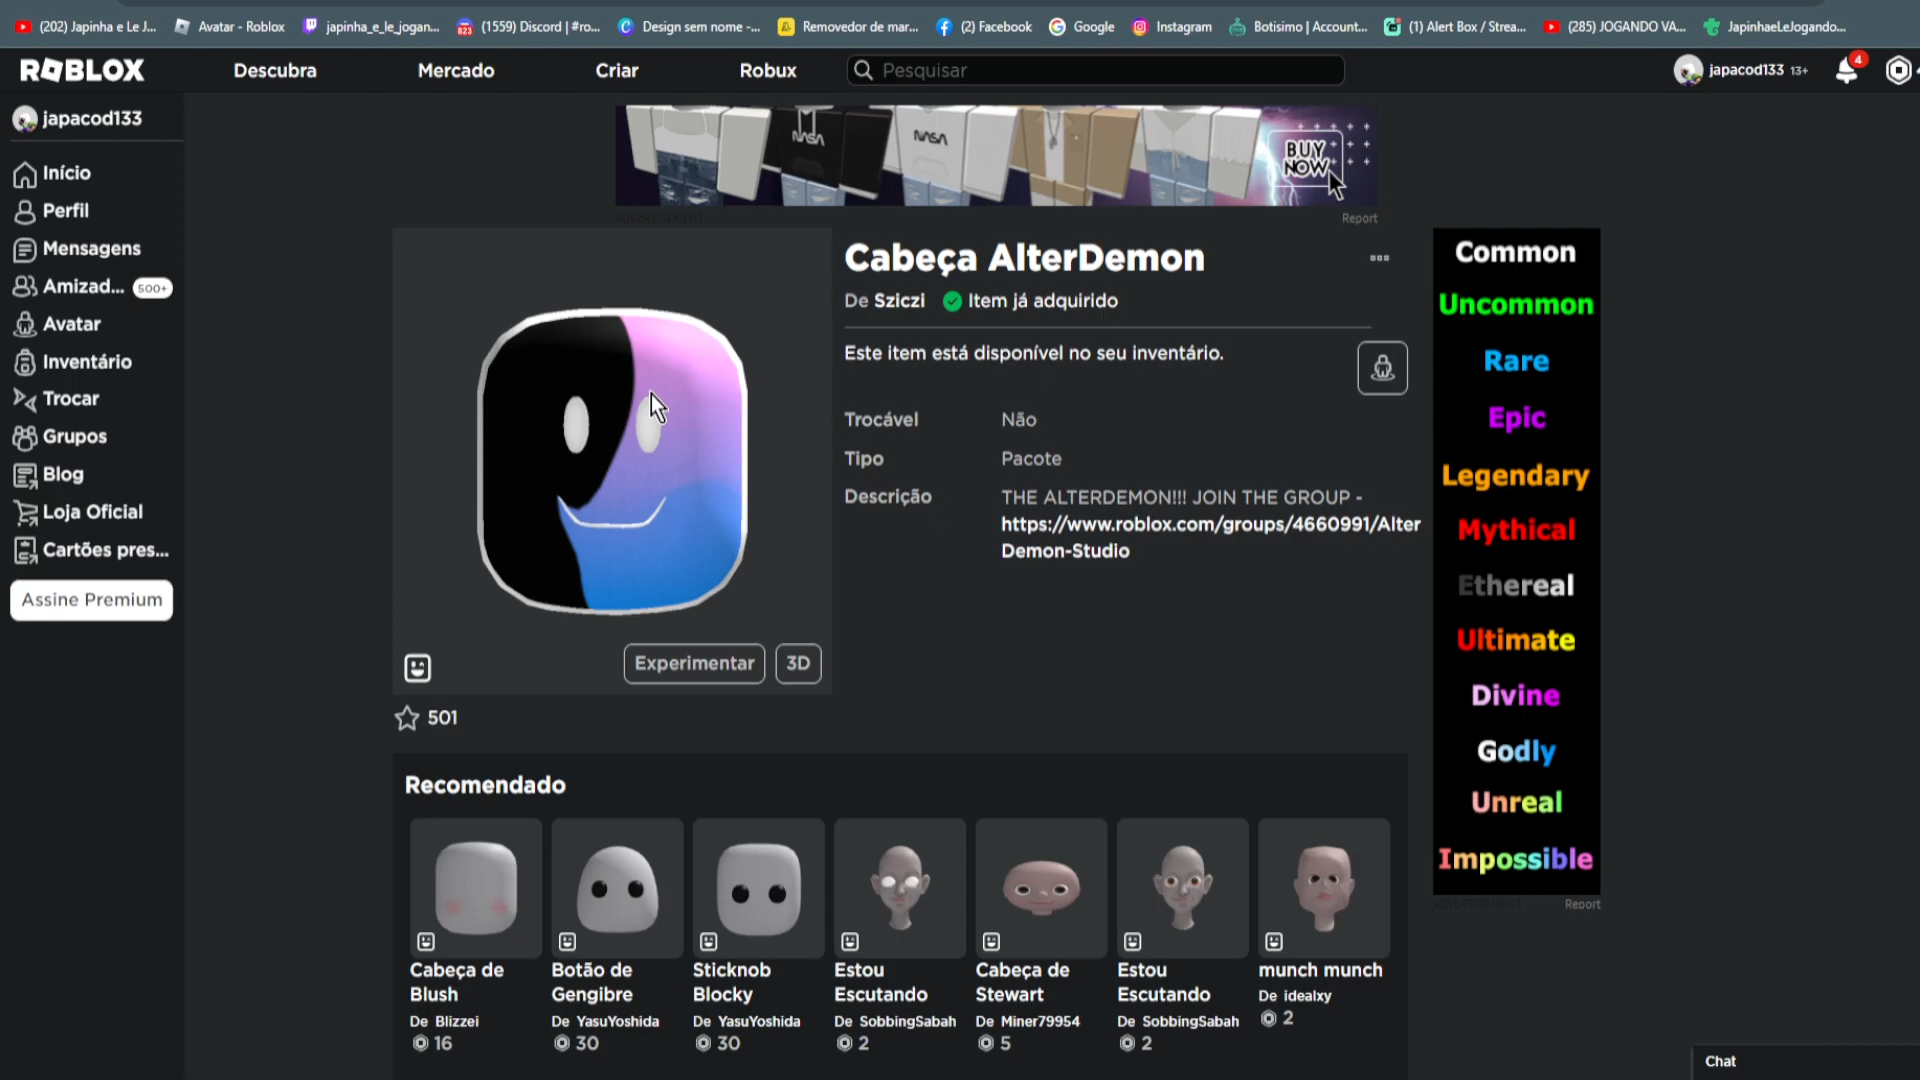 (202) Japinha e Le J...
Avatar - Roblox
japinha_e_le_jogan...
(1559) Discord | #ro...
Design sem nome -...
Removedor de mar...
(2) Facebook
Google
Instagram
Botisimo | Account...
(1) Alert Box / Strea...
(285) JOGANDO VA...
JapinhaeLeJogando...
ROBLOX
Descubra
Mercado
Criar
Robux
Pesquisar
japacod133 13+
4
japacod133
Início
Perfil
Mensagens
Amizad... 500+
Avatar
Inventário
Trocar
Grupos
Blog
Loja Oficial
Cartões pres...
Assine Premium
NASA
NASA
BUY
NOW
ADVERTISEMENT
Report
Cabeça AlterDemon
De Sziczi Item já adquirido
Este item está disponível no seu inventário.
Trocável Não
Tipo Pacote
Descrição THE ALTERDEMON!!! JOIN THE GROUP -
https://www.roblox.com/groups/4660991/Alter
Demon-Studio
Experimentar
3D
501
Common
Uncommon
Rare
Epic
Legendary
Mythical
Ethereal
Ultimate
Divine
Godly
Unreal
Impossible
ADVERTISEMENT
Report
Recomendado
Cabeça de
Blush
De Blizzei
16
Botão de
Gengibre
De YasuYoshida
30
Sticknob
Blocky
De YasuYoshida
30
Estou
Escutando
De SobbingSabah
2
Cabeça de
Stewart
De Miner79954
5
Estou
Escutando
De SobbingSabah
2
munch munch
De idealxy
2
Chat